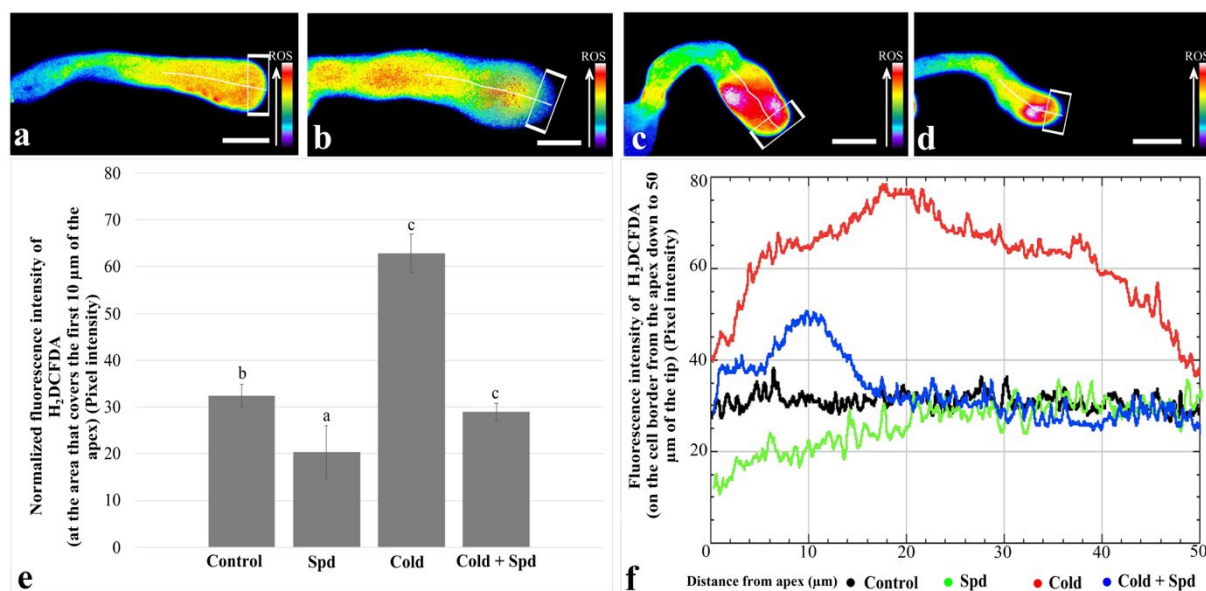 ROS
ROS
ROS
ROS
a
b
c
d
Normalized fluorescence intensity of
H₂DCFDA
(at the area that covers the first 10 µm of the
apex) (Pixel intensity)
80
70
60
50
40
30
20
10
0
b
a
c
c
Control
Spd
Cold
Cold + Spd
e
Fluorescence intensity of H₂DCFDA
(on the cell border from the apex down to 50
µm of the tip) (Pixel intensity)
80
60
40
20
0
10
20
30
40
50
Distance from apex (µm)
Control
Spd
Cold
Cold + Spd
f